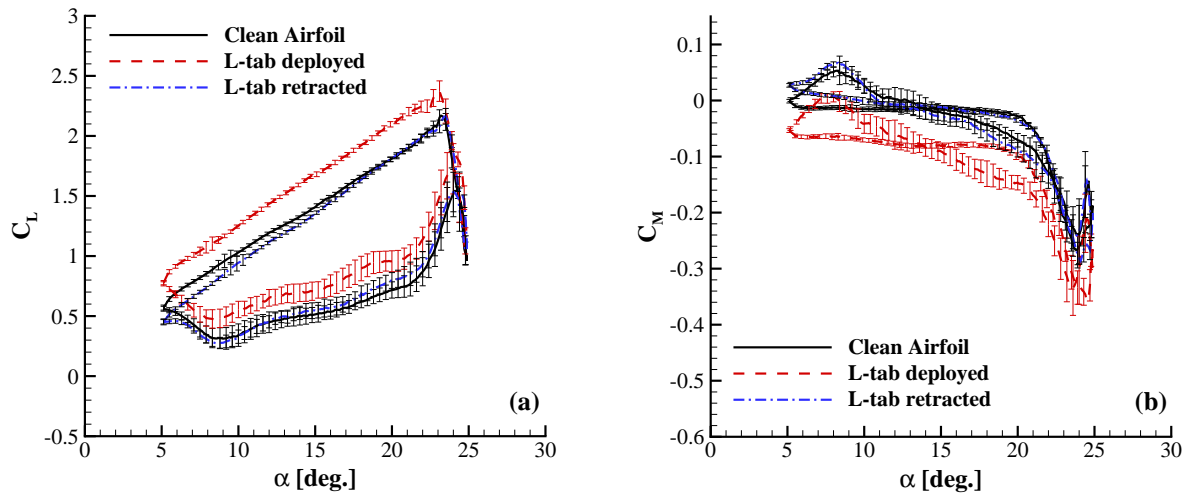 Clean Airfoil
L-tab deployed
L-tab retracted
C_L
3
2.5
2
1.5
1
0.5
0
-0.5
0 5 10 15 20 25 30
α [deg.]
(a)
C_M
0.1
0
-0.1
-0.2
-0.3
-0.4
-0.5
-0.6
Clean Airfoil
L-tab deployed
L-tab retracted
(b)
0 5 10 15 20 25 30
α [deg.]